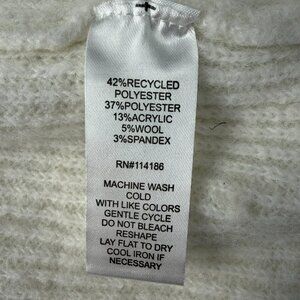 42%RECYCLED
POLYESTER
37%POLYESTER
13%ACRYLIC
5%WOOL
3%SPANDEX
RN#114186
MACHINE WASH
COLD
WITH LIKE COLORS
GENTLE CYCLE
DO NOT BLEACH
RESHAPE
LAY FLAT TO DRY
COOL IRON IF
NECESSARY